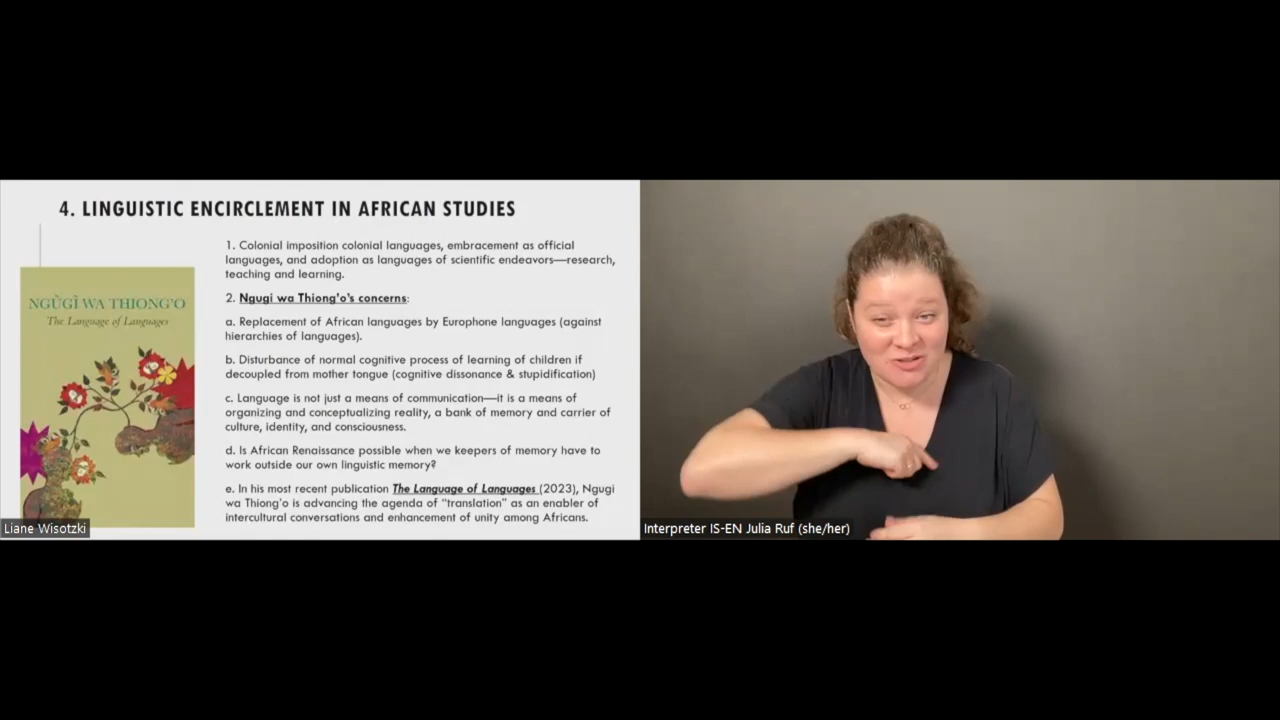 4. LINGUISTIC ENCIRCLEMENT IN AFRICAN STUDIES
NGŨGĨ WA THIONG'O
The Language of Languages
1. Colonial imposition colonial languages, embracement as official
languages, and adoption as languages of scientific endeavors—research,
teaching and learning.
2. Ngugi wa Thiong'o's concerns:
a. Replacement of African languages by Europhone languages (against
hierarchies of languages).
b. Disturbance of normal cognitive process of learning of children if
decoupled from mother tongue (cognitive dissonance & stupidification)
c. Language is not just a means of communication—it is a means of
organizing and conceptualizing reality, a bank of memory and carrier of
culture, identity, and consciousness.
d. Is African Renaissance possible when we keepers of memory have to
work outside our own linguistic memory?
e. In his most recent publication The Language of Languages (2023), Ngugi
wa Thiong'o is advancing the agenda of "translation" as an enabler of
intercultural conversations and enhancement of unity among Africans.
Liane Wisotzki
Interpreter IS-EN Julia Ruf (she/her)